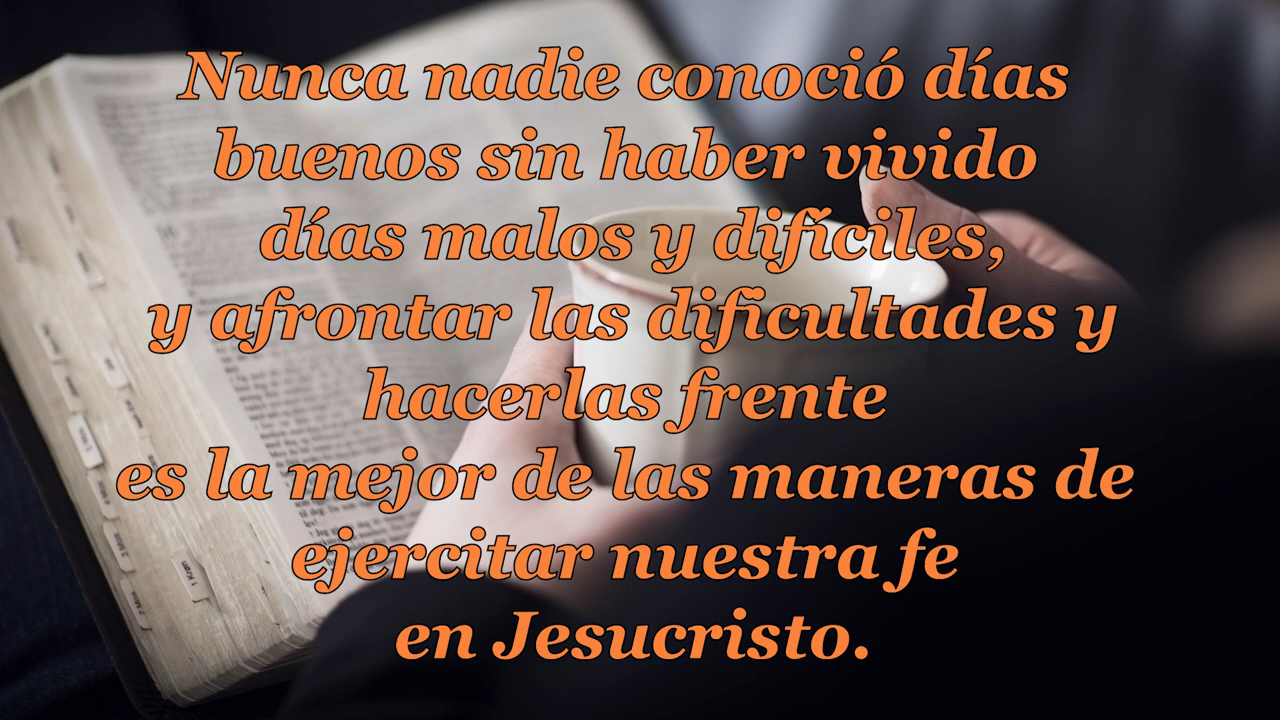 Nunca nadie conoció días
buenos sin haber vivido
días malos y difíciles,
y afrontar las dificultades y
hacerlas frente
es la mejor de las maneras de
ejercitar nuestra fe
en Jesucristo.